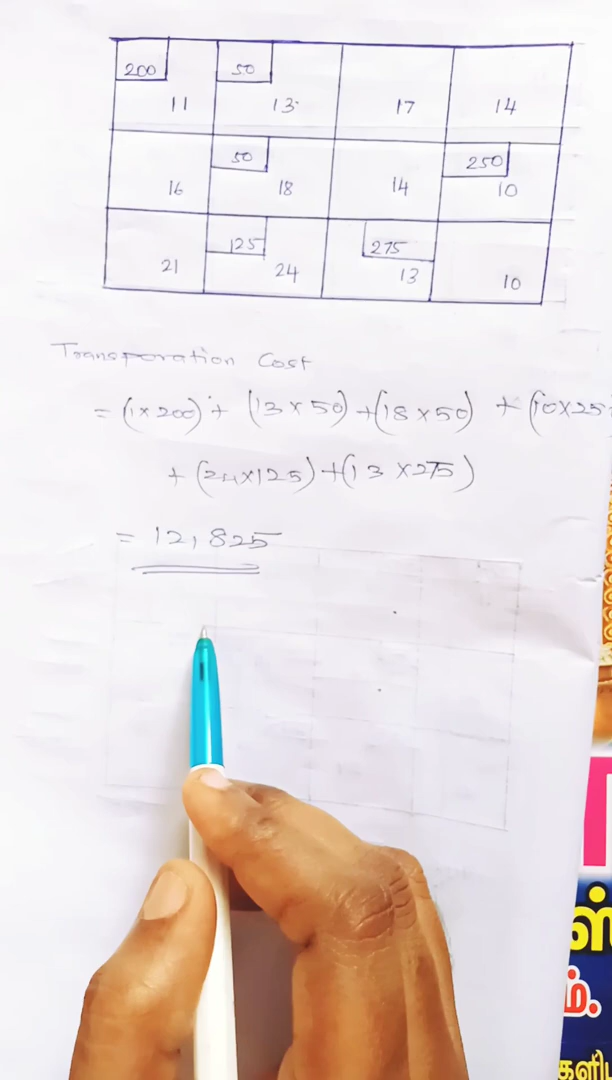 200 50
11 13 17 14
50 250
16 18 14 10
125 275
21 24 13 10
Transporation Cost
= (1 × 200) + (13 × 50) + (18 × 50) + (10 × 25
+ (24 × 125) + (13 × 275)
= 12,825
ஸ்
ம்.
களிப